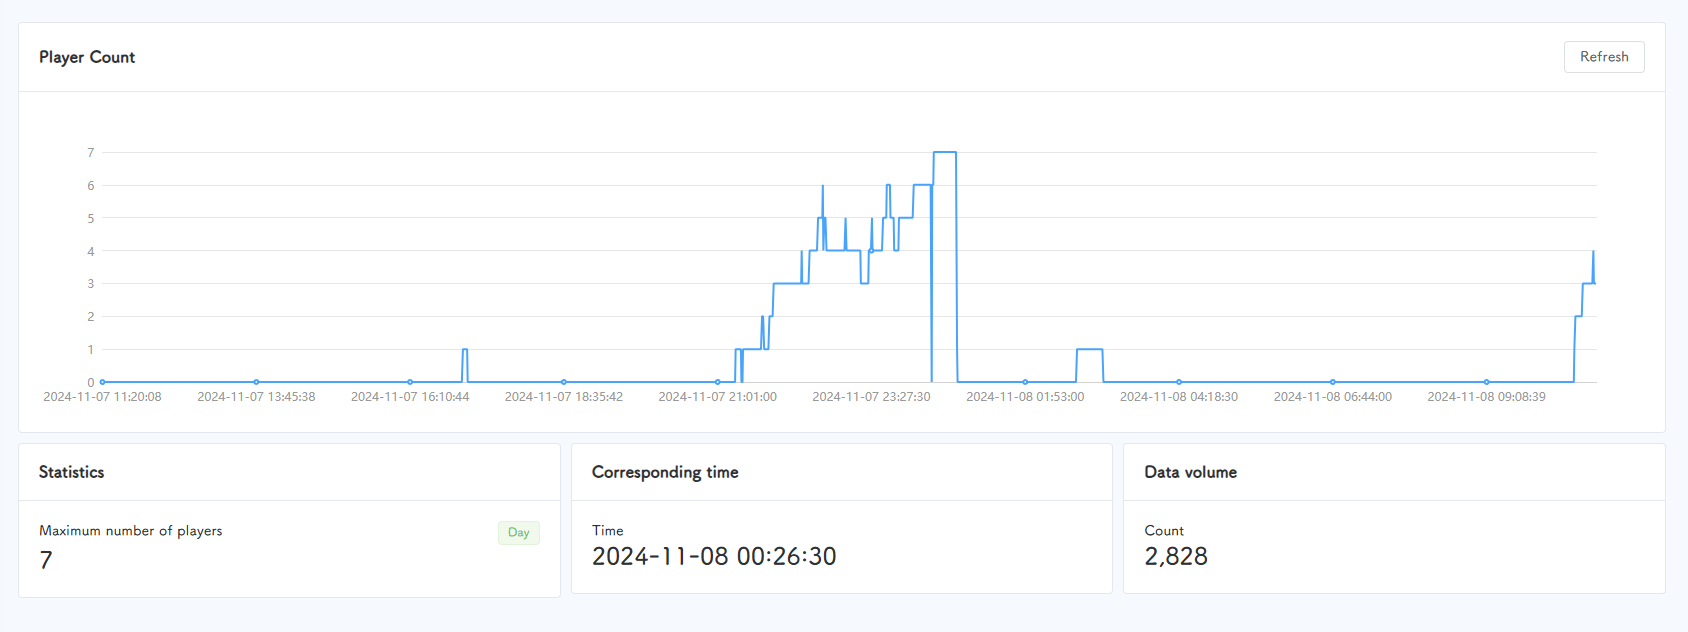 Player Count
Refresh
7
6
5
4
3
2
1
0
2024-11-07 11:20:08 2024-11-07 13:45:38 2024-11-07 16:10:44 2024-11-07 18:35:42 2024-11-07 21:01:00 2024-11-07 23:27:30 2024-11-08 01:53:00 2024-11-08 04:18:30 2024-11-08 06:44:00 2024-11-08 09:08:39
Statistics
Maximum number of players
Day
7
Corresponding time
Time
2024-11-08 00:26:30
Data volume
Count
2,828